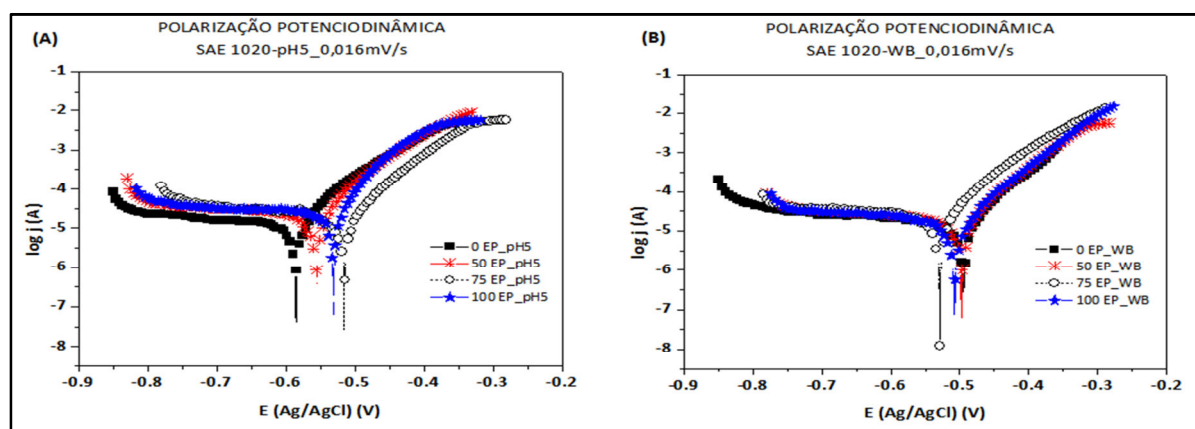 (A)
POLARIZAÇÃO POTENCIODINÂMICA
SAE 1020-pH5_0,016mV/s
-1
-2
-3
-4
-5
-6
-7
-8
log j (A)
0 EP_pH5
50 EP_pH5
75 EP_pH5
100 EP_pH5
-0.9
-0.8
-0.7
-0.6
-0.5
-0.4
-0.3
-0.2
E (Ag/AgCl) (V)
(B)
POLARIZAÇÃO POTENCIODINÂMICA
SAE 1020-WB_0,016mV/s
-1
-2
-3
-4
-5
-6
-7
-8
log j (A)
0 EP_WB
50 EP_WB
75 EP_WB
100 EP_WB
-0.9
-0.8
-0.7
-0.6
-0.5
-0.4
-0.3
-0.2
E (Ag/AgCl) (V)